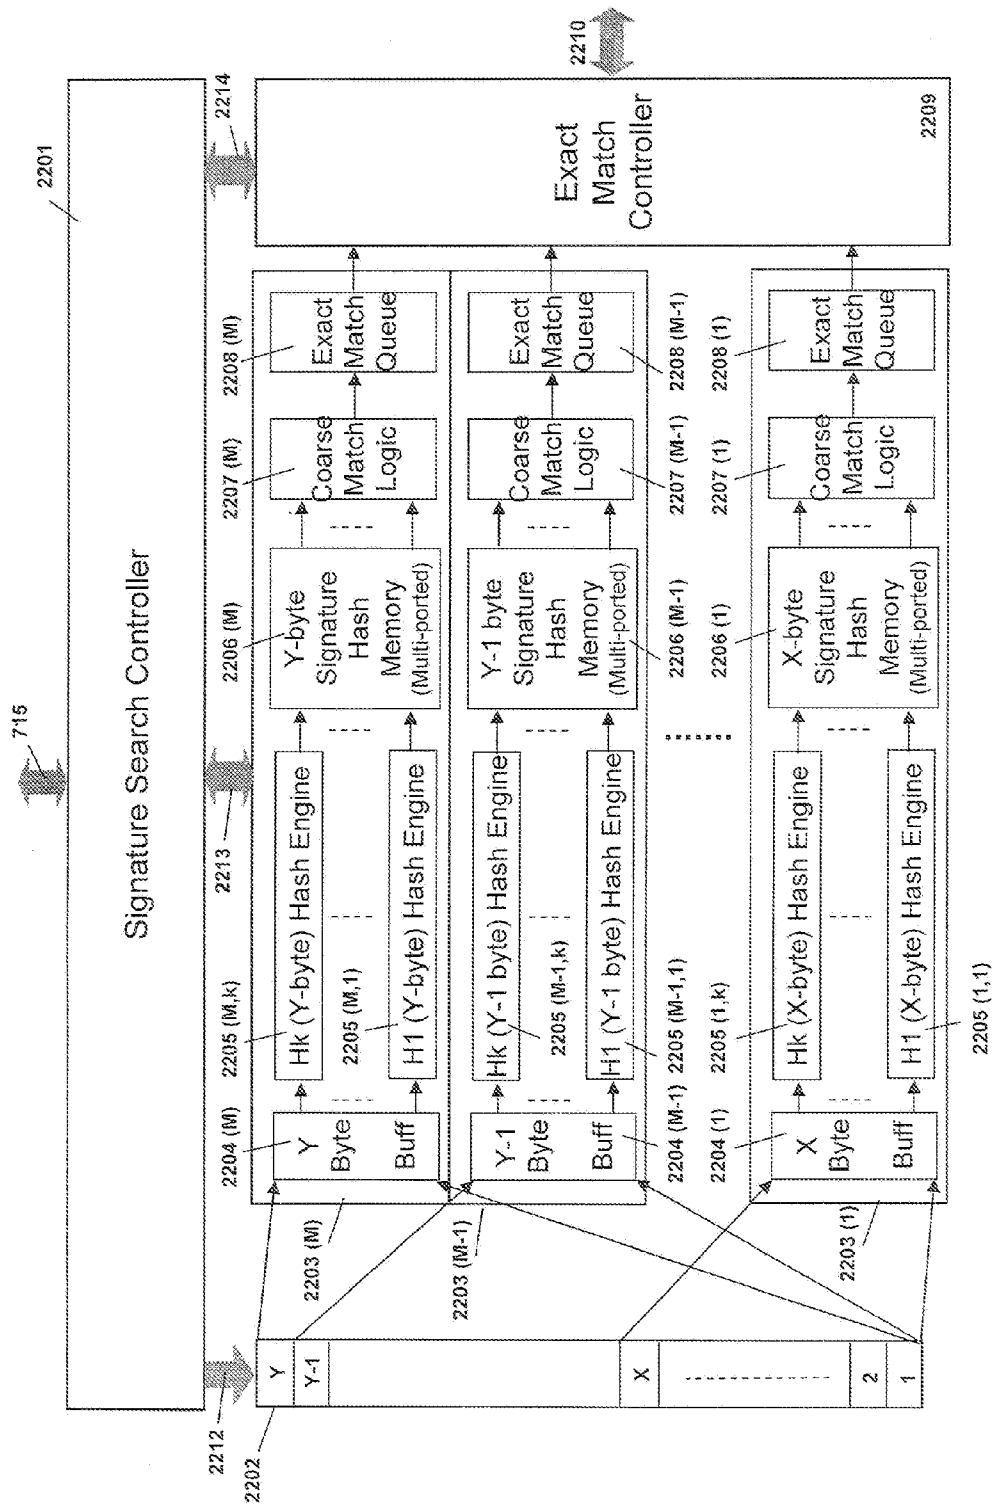 715
2201
Signature Search Controller
2212
2213
2214
2210
2202
Y
Y-1
X
2
1
2203 (M)
2204 (M)
2205 (M,k)
2206 (M)
2207 (M)
2208 (M)
Y
Byte
Buff
Hk (Y-byte) Hash Engine
2205 (M,1)
H1 (Y-byte) Hash Engine
Y-byte
Signature
Hash
Memory
(Multi-ported)
Coarse
Match
Logic
Exact
Match
Queue
2203 (M-1)
Y-1
Byte
Buff
Hk (Y-1 byte) Hash Engine
2205 (M-1,k)
H1 (Y-1 byte) Hash Engine
Y-1 byte
Signature
Hash
Memory
(Multi-ported)
Coarse
Match
Logic
Exact
Match
Queue
2204 (M-1)
2205 (M-1,1)
2206 (M-1)
2207 (M-1)
2208 (M-1)
2204 (1)
2205 (1,k)
2206 (1)
2207 (1)
2208 (1)
X
Byte
Buff
Hk (X-byte) Hash Engine
H1 (X-byte) Hash Engine
X-byte
Signature
Hash
Memory
(Multi-ported)
Coarse
Match
Logic
Exact
Match
Queue
2203 (1)
2205 (1,1)
Exact
Match
Controller
2209